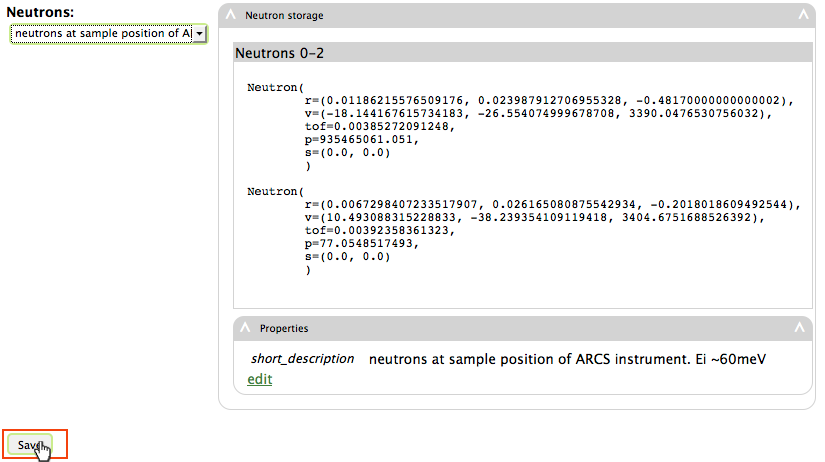 Neutrons:
neutrons at sample position of A
Neutron storage
Neutrons 0-2
Neutron(
r=(0.01186215576509176, 0.023987912706955328, -0.48170000000000002),
v=(-18.144167615734183, -26.554074999678708, 3390.0476530756032),
tof=0.00385272091248,
p=935465061.051,
s=(0.0, 0.0)
)
Neutron(
r=(0.0067298407233517907, 0.026165080875542934, -0.2018018609492544),
v=(10.493088315228833, -38.239354109119418, 3404.6751688526392),
tof=0.00392358361323,
p=77.0548517493,
s=(0.0, 0.0)
)
Properties
short_description neutrons at sample position of ARCS instrument. Ei ~60meV
edit
Save